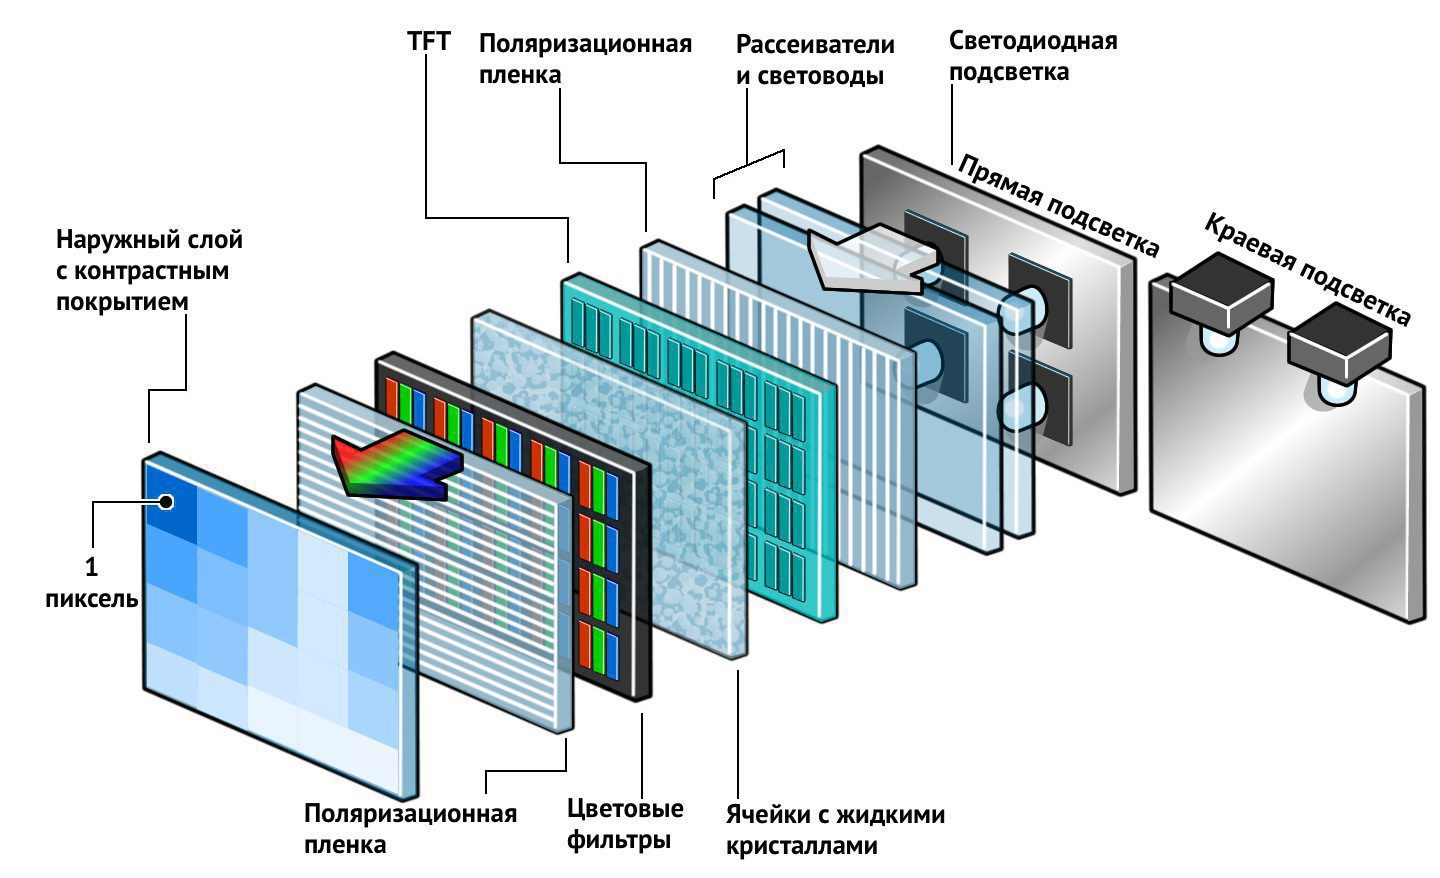 TFT
Поляризационная
пленка
Рассеиватели
и световоды
Светодиодная
подсветка
Прямая подсветка
Краевая подсветка
Наружный слой
с контрастным
покрытием
1
пиксель
Поляризационная
пленка
Цветовые
фильтры
Ячейки с жидкими
кристаллами